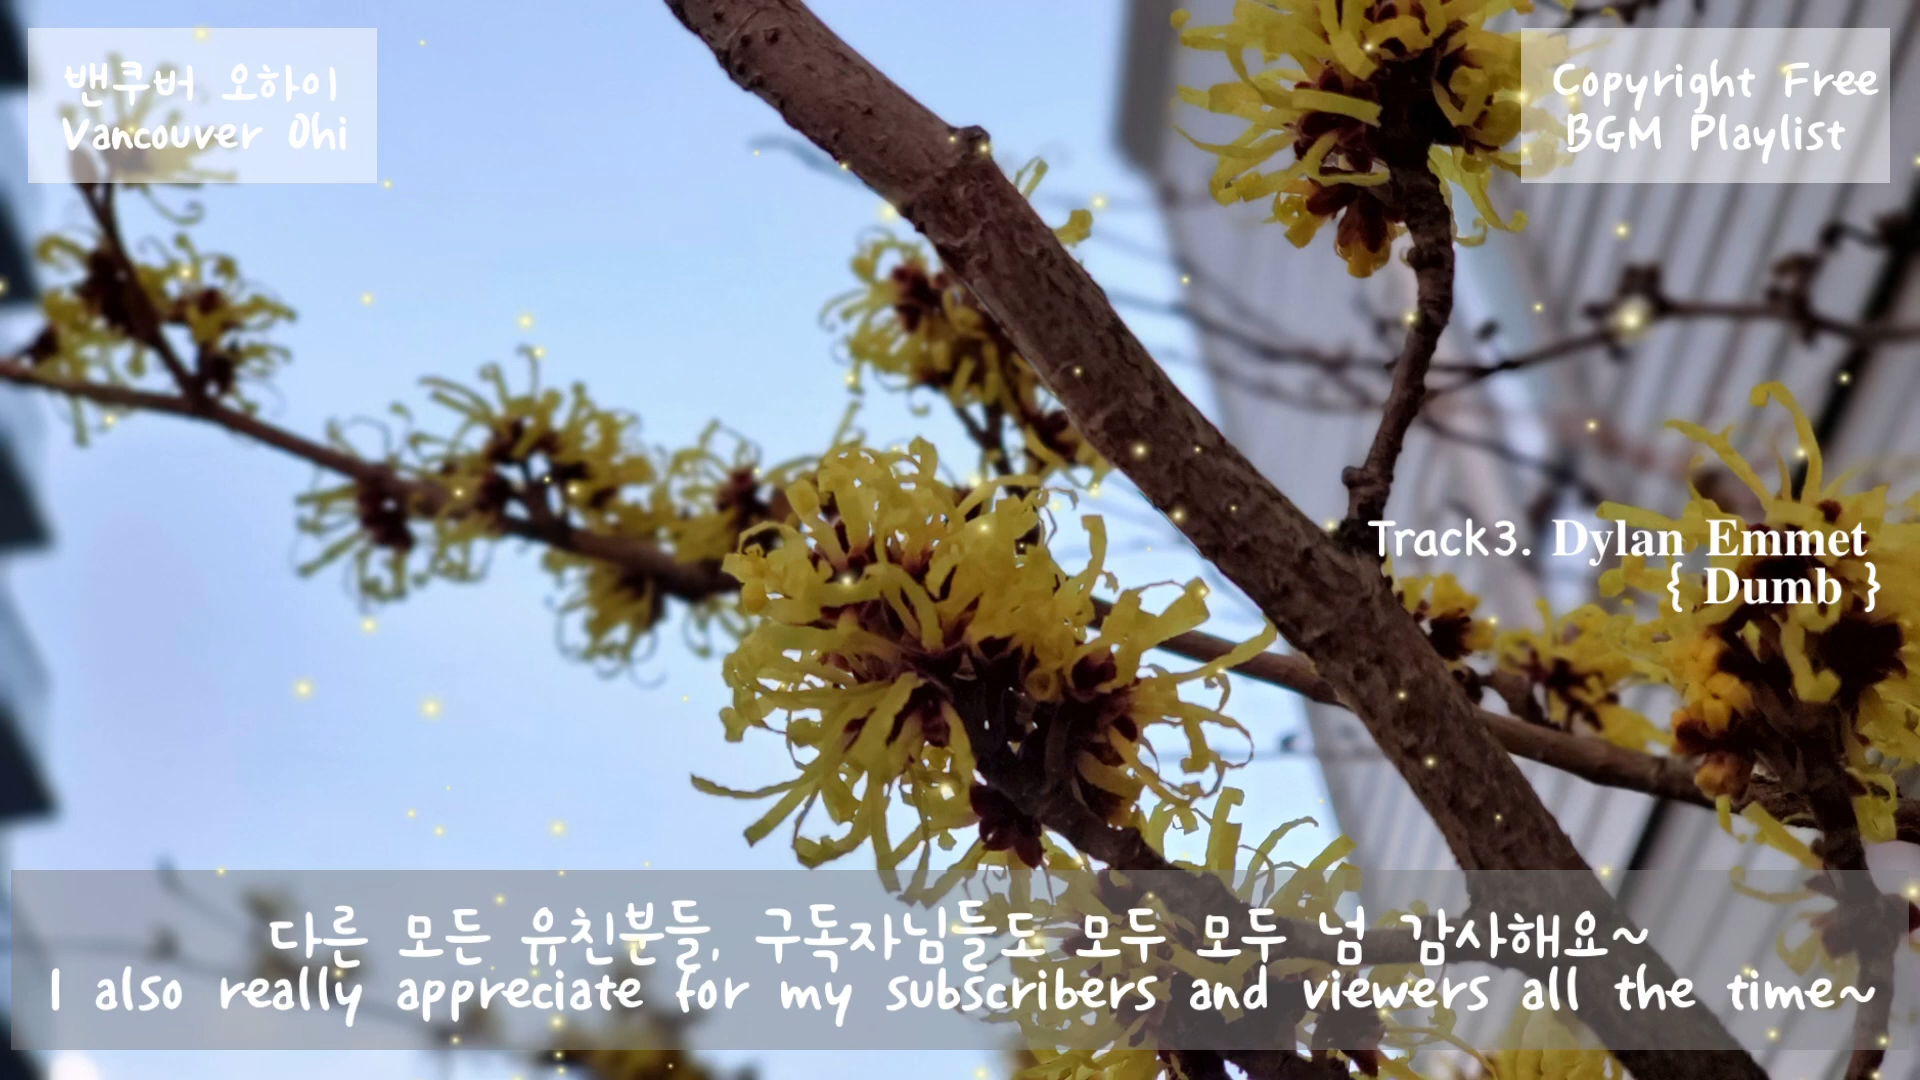 밴쿠버 오하이
Vancouver Ohi
Copyright Free
BGM Playlist
Track3. Dylan Emmet
{ Dumb }
다른 모든 유친분들, 구독자님들도 모두 모두 넘 감사해요~
I also really appreciate for my subscribers and viewers all the time~